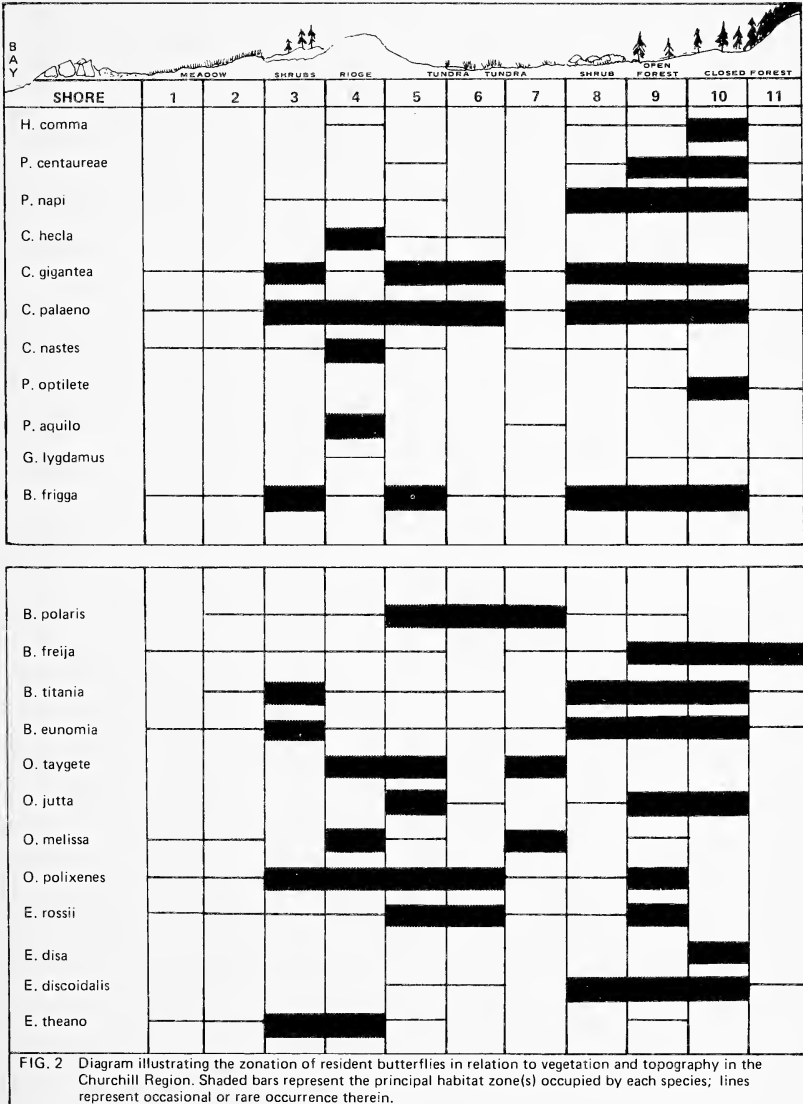 BAY
MEADOW SHRUBS RIDGE TUNDRA TUNDRA SHRUB OPEN FOREST CLOSED FOREST
SHORE 1 2 3 4 5 6 7 8 9 10 11
H. comma
P. centaureae
P. napi
C. hecla
C. gigantea
C. palaeno
C. nastes
P. optilete
P. aquilo
G. lygdamus
B. frigga
B. polaris
B. freija
B. titania
B. eunomia
O. taygete
O. jutta
O. melissa
O. polixenes
E. rossii
E. disa
E. discoidalis
E. theano
FIG. 2 Diagram illustrating the zonation of resident butterflies in relation to vegetation and topography in the
Churchill Region. Shaded bars represent the principal habitat zone(s) occupied by each species; lines
represent occasional or rare occurrence therein.